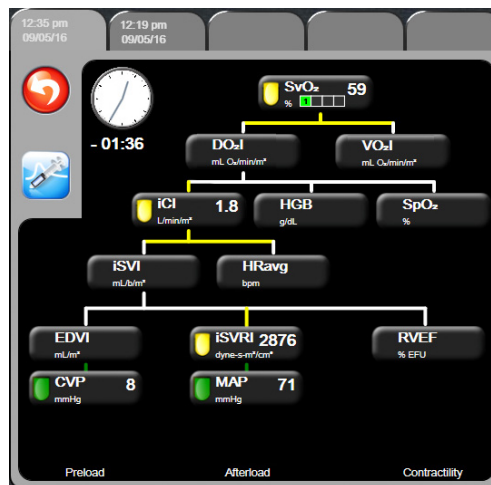 12:35 pm
09/05/16
12:19 pm
09/05/16
SvO₂ 59
% 1
- 01:36
DO₂I
mL O₂/min/m²
VO₂I
mL O₂/min/m²
iCI 1.8
L/min/m²
HGB
g/dL
SpO₂
%
iSVI
mL/b/m²
HRavg
bpm
EDVI
mL/m²
iSVRI 2876
dyne-s-m²/cm⁵
RVEF
% EFU
CVP 8
mmHg
MAP 71
mmHg
Preload
Afterload
Contractility